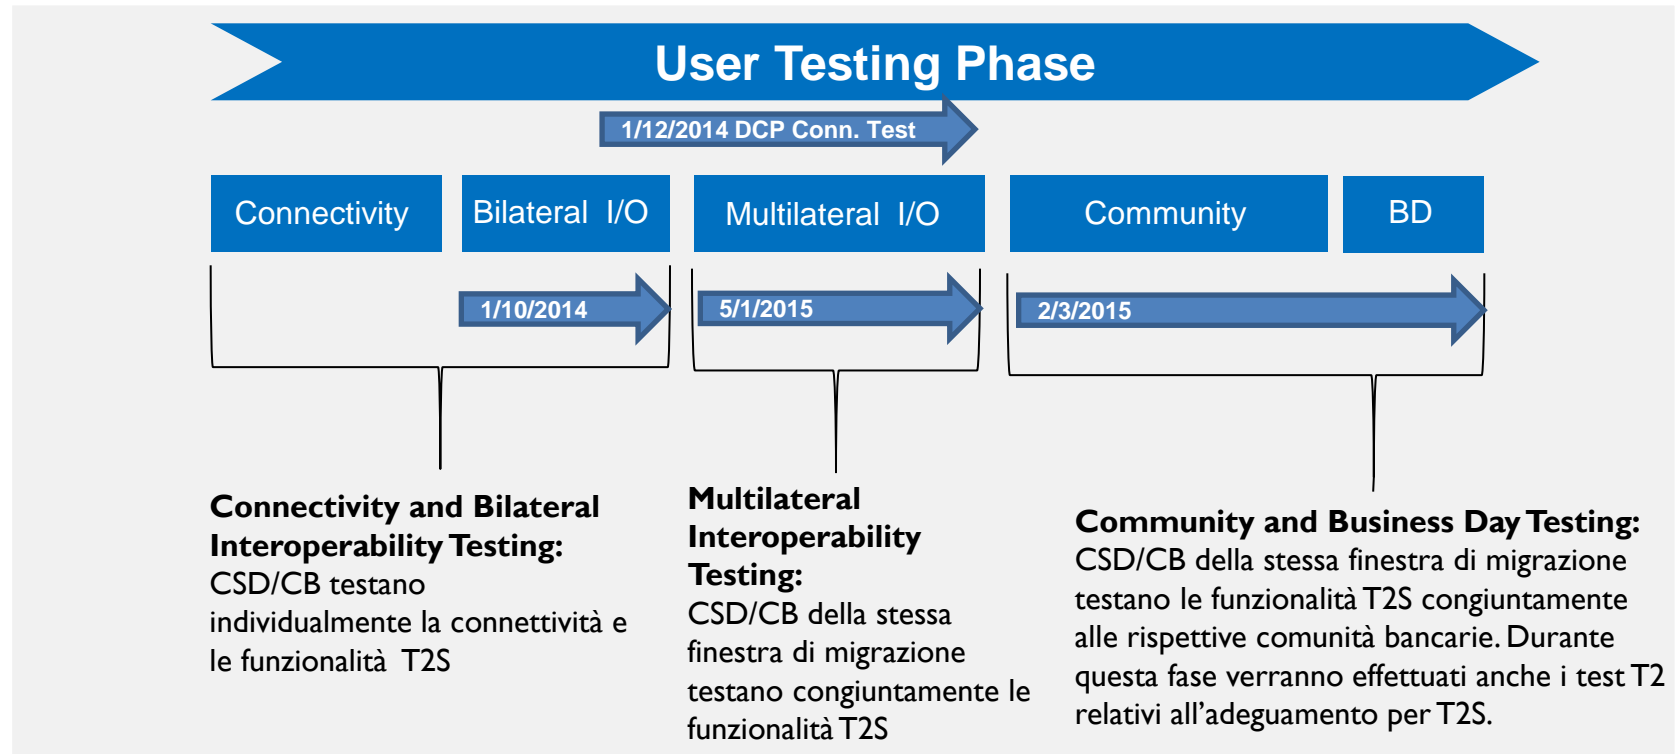 User Testing Phase
1/12/2014 DCP Conn. Test
Connectivity
Bilateral I/O
Multilateral I/O
Community
BD
1/10/2014
5/1/2015
2/3/2015
Connectivity and Bilateral
Interoperability Testing:
CSD/CB testano
individualmente la connettività e
le funzionalità T2S
Multilateral
Interoperability
Testing:
CSD/CB della stessa
finestra di migrazione
testano congiuntamente le
funzionalità T2S
Community and Business Day Testing:
CSD/CB della stessa finestra di migrazione
testano le funzionalità T2S congiuntamente
alle rispettive comunità bancarie. Durante
questa fase verranno effettuati anche i test T2
relativi all'adeguamento per T2S.